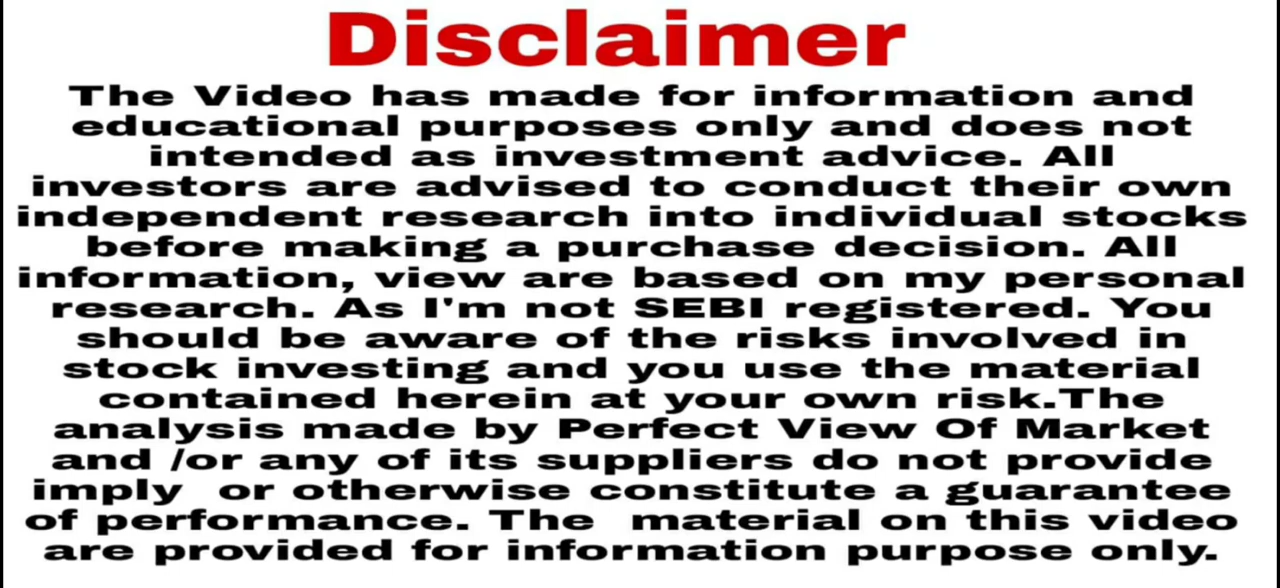 Disclaimer
The Video has made for information and
educational purposes only and does not
intended as investment advice. All
investors are advised to conduct their own
independent research into individual stocks
before making a purchase decision. All
information, view are based on my personal
research. As I'm not SEBI registered. You
should be aware of the risks involved in
stock investing and you use the material
contained herein at your own risk.The
analysis made by Perfect View Of Market
and /or any of its suppliers do not provide
imply  or otherwise constitute a guarantee
of performance. The  material on this video
are provided for information purpose only.